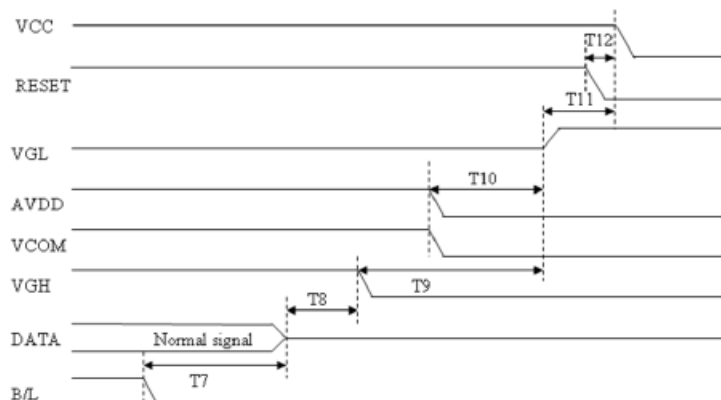 VCC
T12
RESET
T11
VGL
T10
AVDD
VCOM
VGH
T9
T8
DATA
Normal signal
T7
B/L